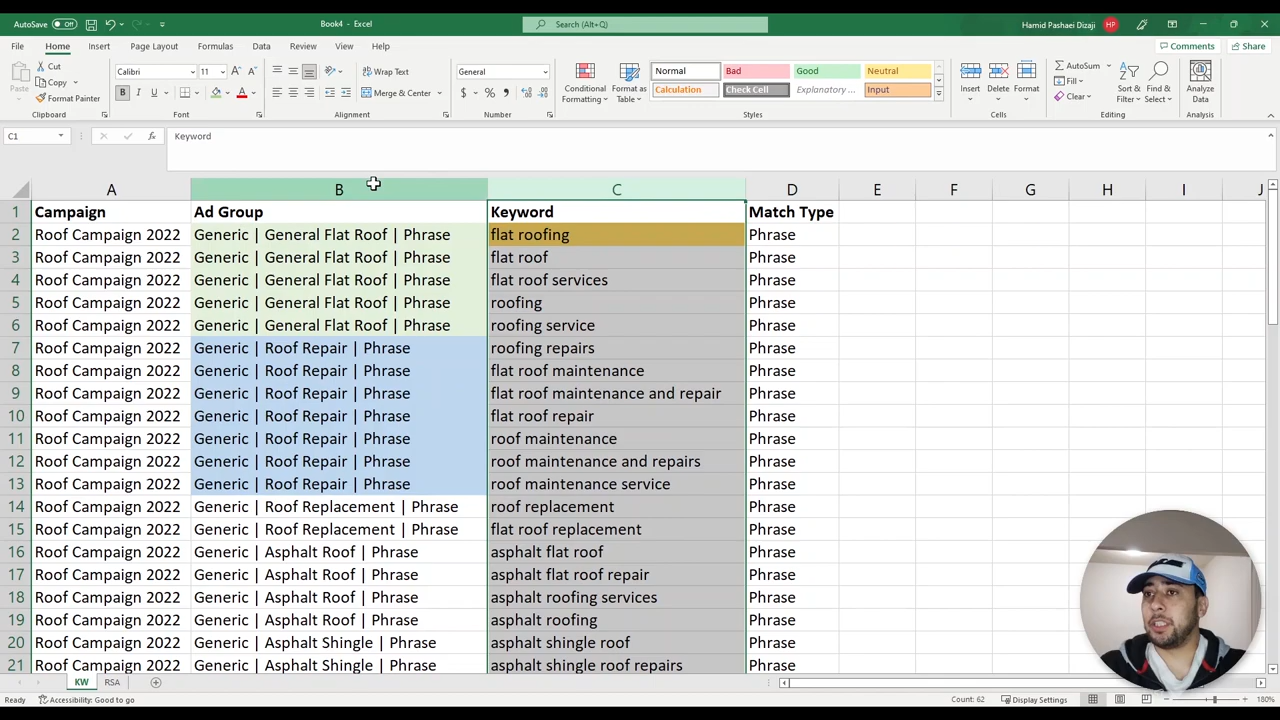 AutoSave Off Book4 - Excel Search (Alt+Q) Hamid Pashaei Dizaji HP
File Home Insert Page Layout Formulas Data Review View Help Comments Share
Paste Cut Copy Format Painter
Calibri 11 A A B I U A
Wrap Text Merge & Center
General $ % ,
Conditional Formatting Format as Table
Normal Bad Good Neutral
Calculation Check Cell Explanatory ... Input
Insert Delete Format
AutoSum Fill Clear
Sort & Filter Find & Select Analyze Data
Clipboard Font Alignment Number Styles Cells Editing Analysis
C1 fx Keyword
A B C D E F G H I J
1 Campaign Ad Group Keyword Match Type
2 Roof Campaign 2022 Generic | General Flat Roof | Phrase flat roofing Phrase
3 Roof Campaign 2022 Generic | General Flat Roof | Phrase flat roof Phrase
4 Roof Campaign 2022 Generic | General Flat Roof | Phrase flat roof services Phrase
5 Roof Campaign 2022 Generic | General Flat Roof | Phrase roofing Phrase
6 Roof Campaign 2022 Generic | General Flat Roof | Phrase roofing service Phrase
7 Roof Campaign 2022 Generic | Roof Repair | Phrase roofing repairs Phrase
8 Roof Campaign 2022 Generic | Roof Repair | Phrase flat roof maintenance Phrase
9 Roof Campaign 2022 Generic | Roof Repair | Phrase flat roof maintenance and repair Phrase
10 Roof Campaign 2022 Generic | Roof Repair | Phrase flat roof repair Phrase
11 Roof Campaign 2022 Generic | Roof Repair | Phrase roof maintenance Phrase
12 Roof Campaign 2022 Generic | Roof Repair | Phrase roof maintenance and repairs Phrase
13 Roof Campaign 2022 Generic | Roof Repair | Phrase roof maintenance service Phrase
14 Roof Campaign 2022 Generic | Roof Replacement | Phrase roof replacement Phrase
15 Roof Campaign 2022 Generic | Roof Replacement | Phrase flat roof replacement Phrase
16 Roof Campaign 2022 Generic | Asphalt Roof | Phrase asphalt flat roof Phrase
17 Roof Campaign 2022 Generic | Asphalt Roof | Phrase asphalt flat roof repair Phrase
18 Roof Campaign 2022 Generic | Asphalt Roof | Phrase asphalt roofing services Phrase
19 Roof Campaign 2022 Generic | Asphalt Roof | Phrase asphalt roofing Phrase
20 Roof Campaign 2022 Generic | Asphalt Shingle | Phrase asphalt shingle roof Phrase
21 Roof Campaign 2022 Generic | Asphalt Shingle | Phrase asphalt shingle roof repairs Phrase
KW RSA
Ready Accessibility: Good to go Count: 62 Display Settings 180%